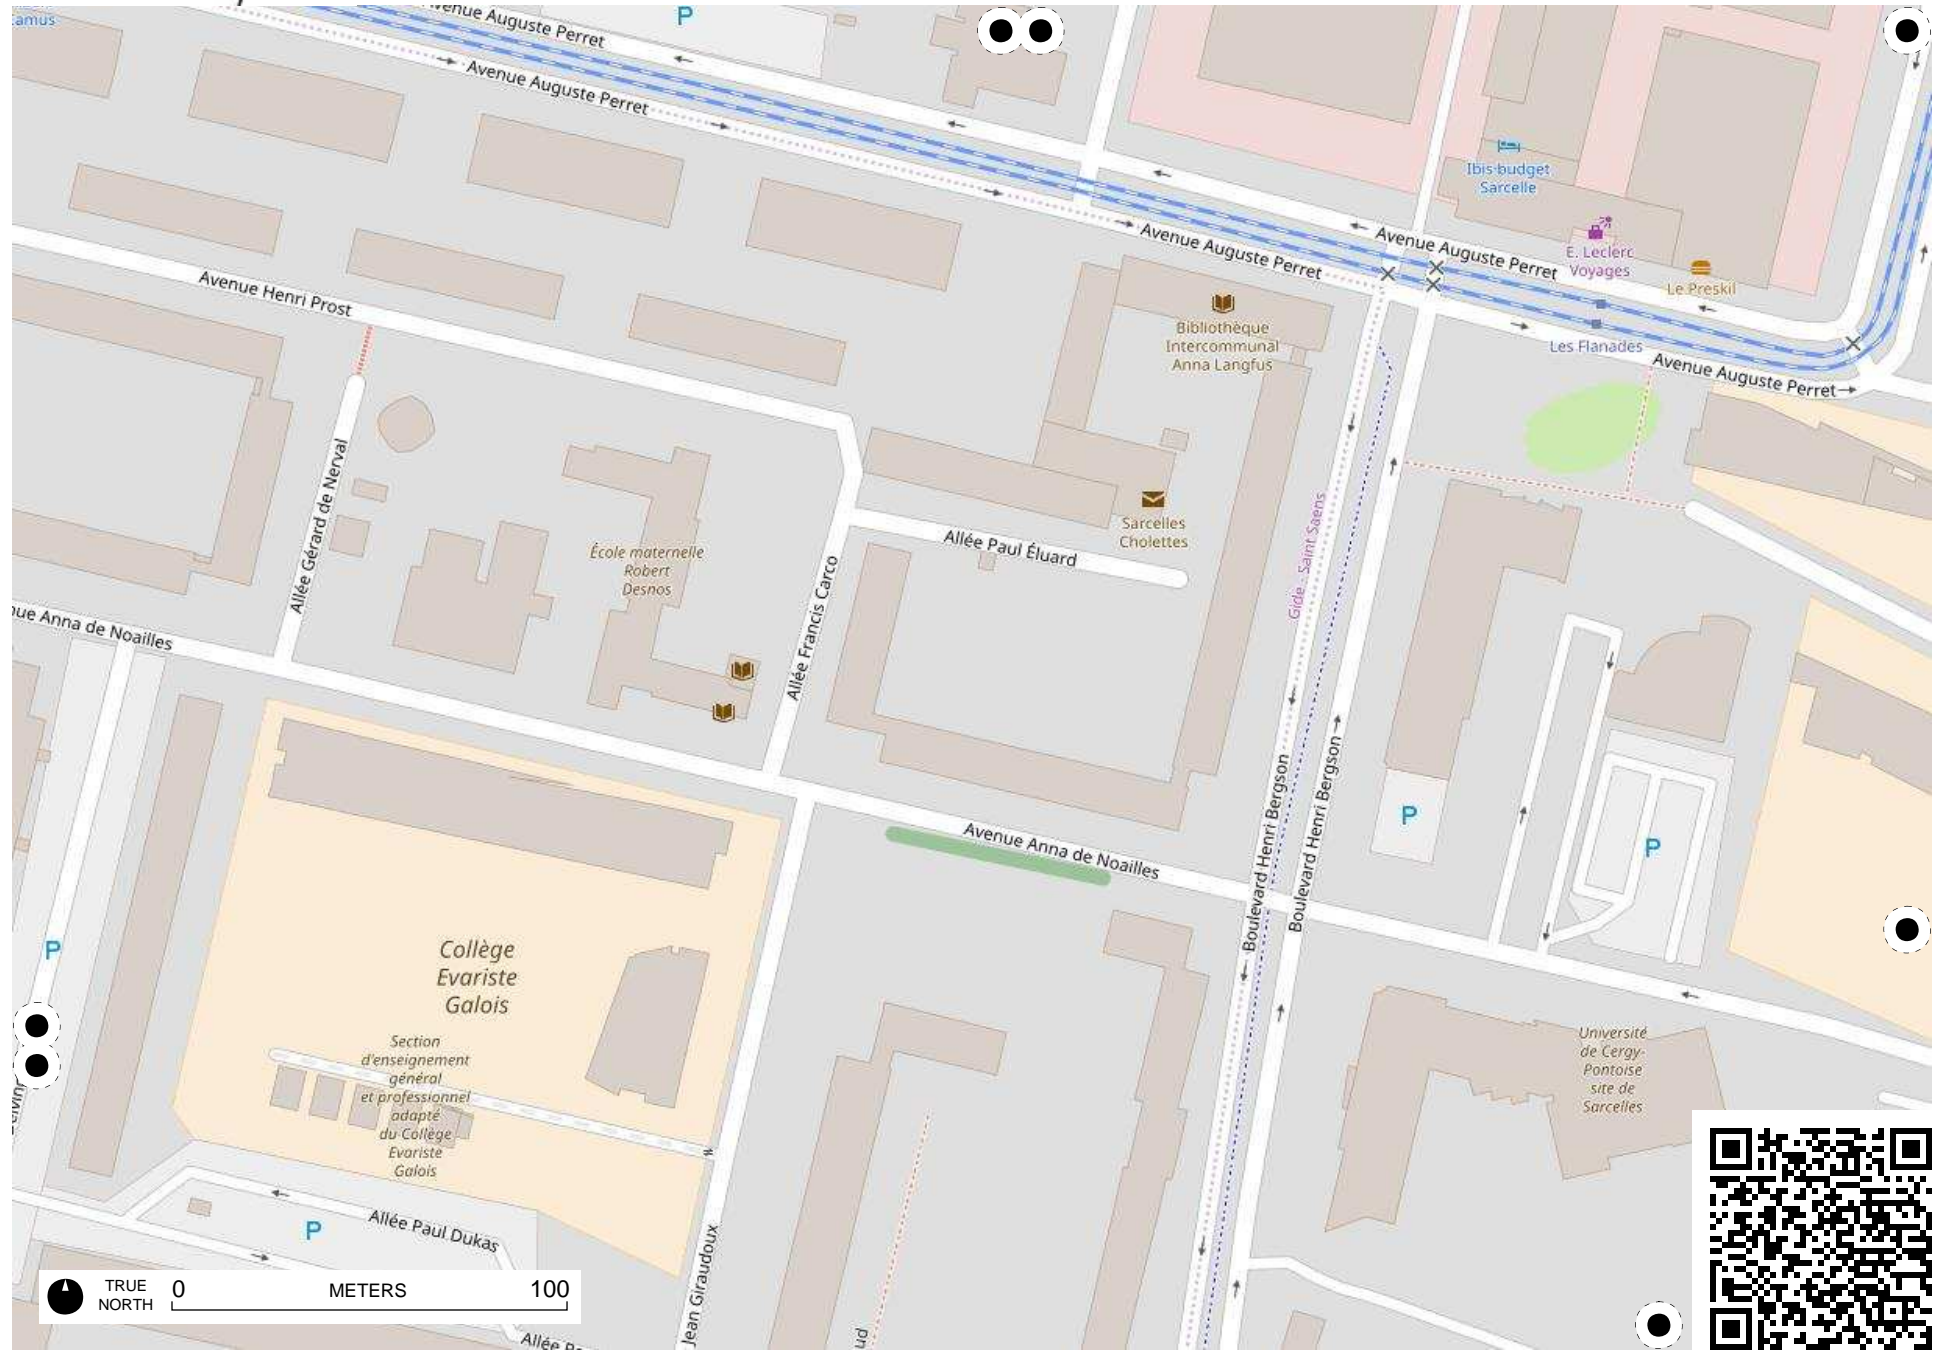 amus
Avenue Auguste Perret
P
Avenue Auguste Perret
Ibis budget
Sarcelle
Avenue Auguste Perret
Avenue Auguste Perret
E. Leclerc
Voyages
Le Preskil
Avenue Henri Prost
Bibliothèque
Intercommunal
Anna Langfus
Les Flanades
Avenue Auguste Perret
Allée Gérard de Nerval
École maternelle
Robert
Desnos
Sarcelles
Cholettes
Allée Paul Éluard
Gide - Saint Saens
Allée Francis Carco
nue Anna de Noailles
Boulevard Henri Bergson
Boulevard Henri Bergson
P
P
Avenue Anna de Noailles
P
Collège
Evariste
Galois
Section
d'enseignement
général
et professionnel
adapté
du Collège
Evariste
Galois
Université
de Cergy-
Pontoise
site de
Sarcelles
P
Allée Paul Dukas
Jean Giraudoux
TRUE
NORTH
0 METERS 100
Allée P
ud